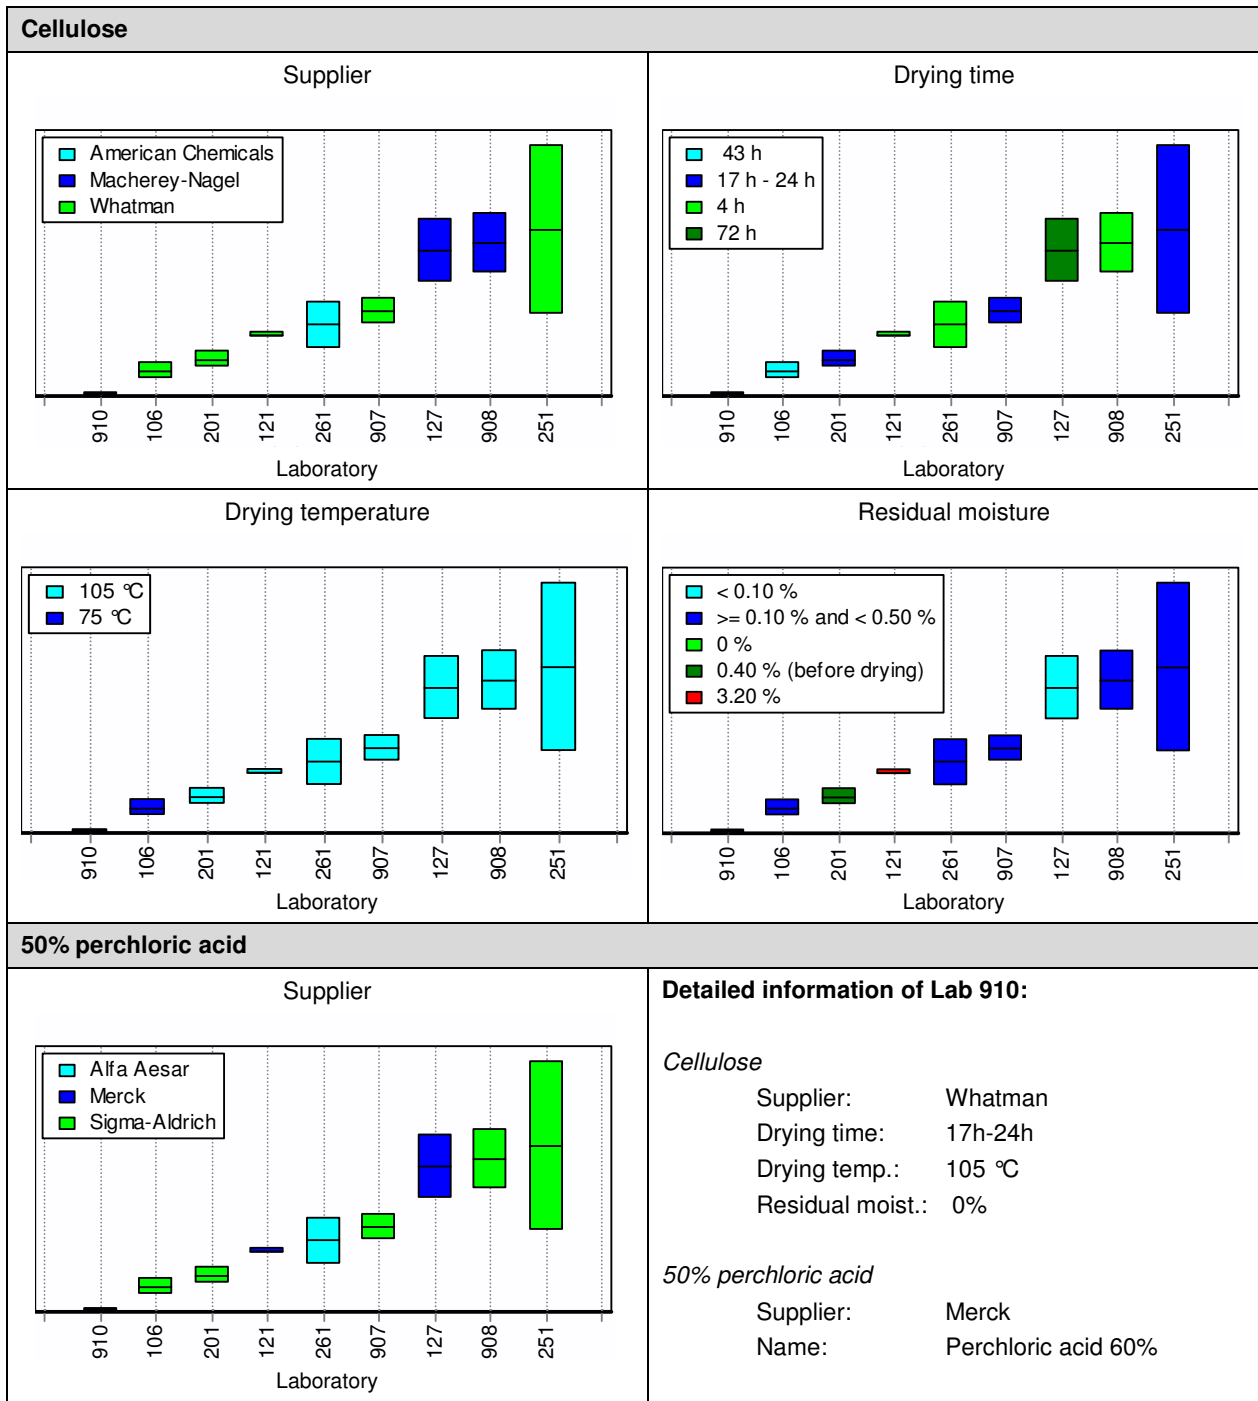 Cellulose
Supplier
American Chemicals
Macherey-Nagel
Whatman
910 106 201 121 261 907 127 908 251
Laboratory
Drying time
43 h
17 h - 24 h
4 h
72 h
910 106 201 121 261 907 127 908 251
Laboratory
Drying temperature
105 °C
75 °C
910 106 201 121 261 907 127 908 251
Laboratory
Residual moisture
< 0.10 %
>= 0.10 % and < 0.50 %
0 %
0.40 % (before drying)
3.20 %
910 106 201 121 261 907 127 908 251
Laboratory
50% perchloric acid
Supplier
Alfa Aesar
Merck
Sigma-Aldrich
910 106 201 121 261 907 127 908 251
Laboratory
Detailed information of Lab 910:
Cellulose
Supplier: Whatman
Drying time: 17h-24h
Drying temp.: 105 °C
Residual moist.: 0%
50% perchloric acid
Supplier: Merck
Name: Perchloric acid 60%